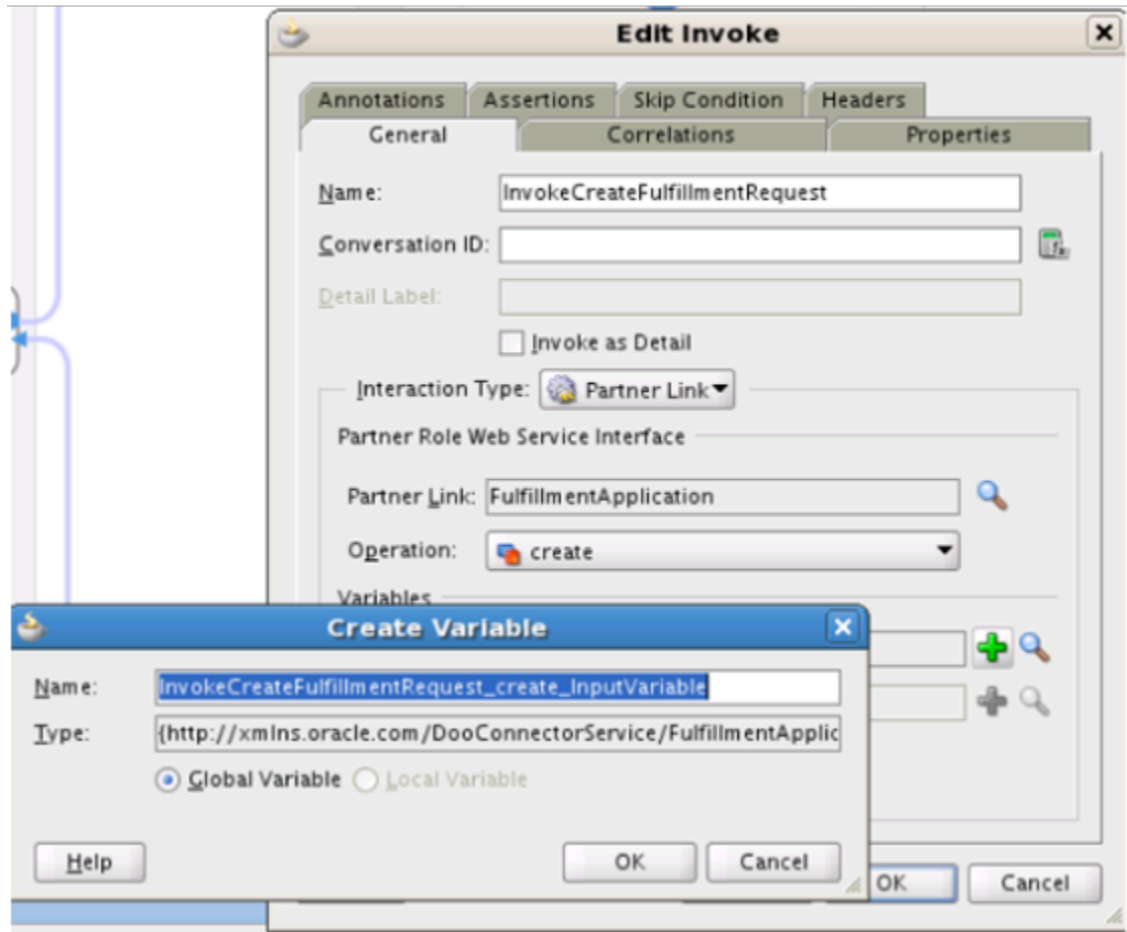 Edit Invoke
Annotations Assertions Skip Condition Headers
General Correlations Properties
Name: InvokeCreateFulfillmentRequest
Conversation ID:
Detail Label:
Invoke as Detail
Interaction Type: Partner Link
Partner Role Web Service Interface
Partner Link: FulfillmentApplication
Operation: create
Variables
Create Variable
Name: InvokeCreateFulfillmentRequest_create_InputVariable
Type: {http://xmlns.oracle.com/DooConnectorService/FulfillmentApplic
Global Variable Local Variable
Help OK Cancel
OK Cancel